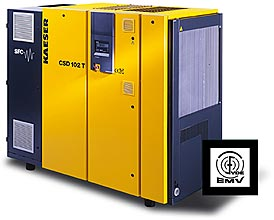 SFC
KAESER
CSD 102 T
VDE
EMV